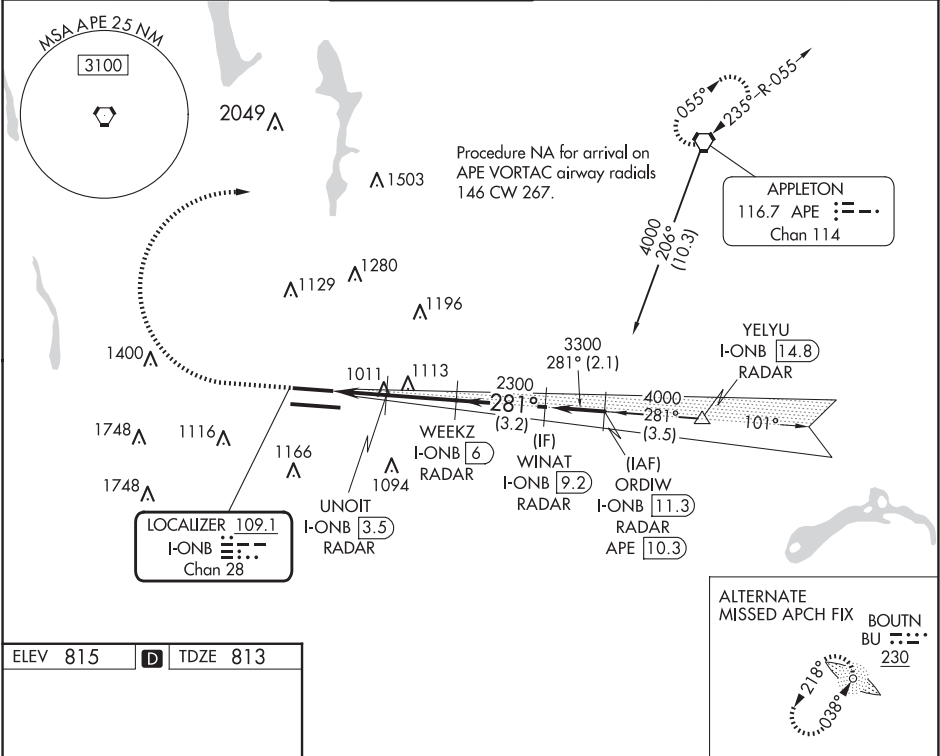 MSA APE 25 NM
3100
2049
1503
Procedure NA for arrival on
APE VORTAC airway radials
146 CW 267.
055°
235°
R-055
APPLETON
116.7 APE
Chan 114
4000
206°
(10.3)
1280
1129
1196
1400
1011
1113
2300
281°
(3.2)
3300
281° (2.1)
4000
281°
(3.5)
101°
YELYU
I-ONB 14.8
RADAR
WEEKZ
I-ONB 6
RADAR
(IF)
WINAT
I-ONB 9.2
RADAR
(IAF)
ORDIW
I-ONB 11.3
RADAR
APE 10.3
1748
1116
1166
1094
1748
UNOIT
I-ONB 3.5
RADAR
LOCALIZER 109.1
I-ONB
Chan 28
ALTERNATE
MISSED APCH FIX
BOUTN
BU
230
218°
038°
ELEV 815
D
TDZE 813